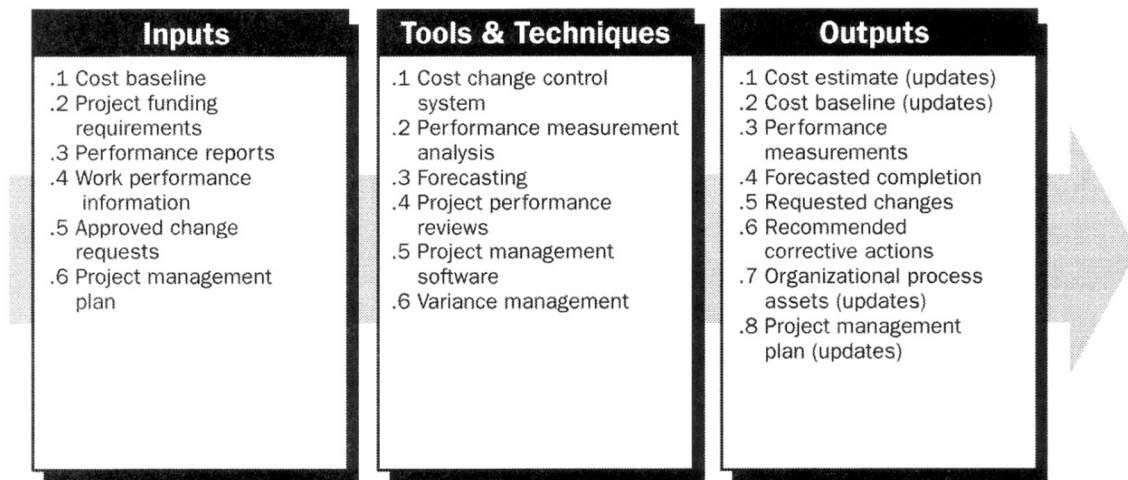 Inputs
.1 Cost baseline
.2 Project funding
requirements
.3 Performance reports
.4 Work performance
information
.5 Approved change
requests
.6 Project management
plan
Tools & Techniques
.1 Cost change control
system
.2 Performance measurement
analysis
.3 Forecasting
.4 Project performance
reviews
.5 Project management
software
.6 Variance management
Outputs
.1 Cost estimate (updates)
.2 Cost baseline (updates)
.3 Performance
measurements
.4 Forecasted completion
.5 Requested changes
.6 Recommended
corrective actions
.7 Organizational process
assets (updates)
.8 Project management
plan (updates)